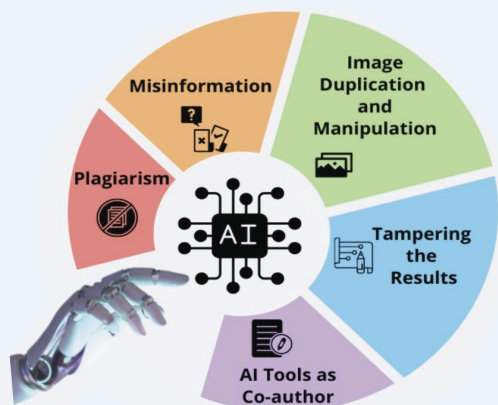 Misinformation
Image
Duplication
and
Manipulation
Plagiarism
AI
Tampering
the
Results
AI Tools as
Co-author